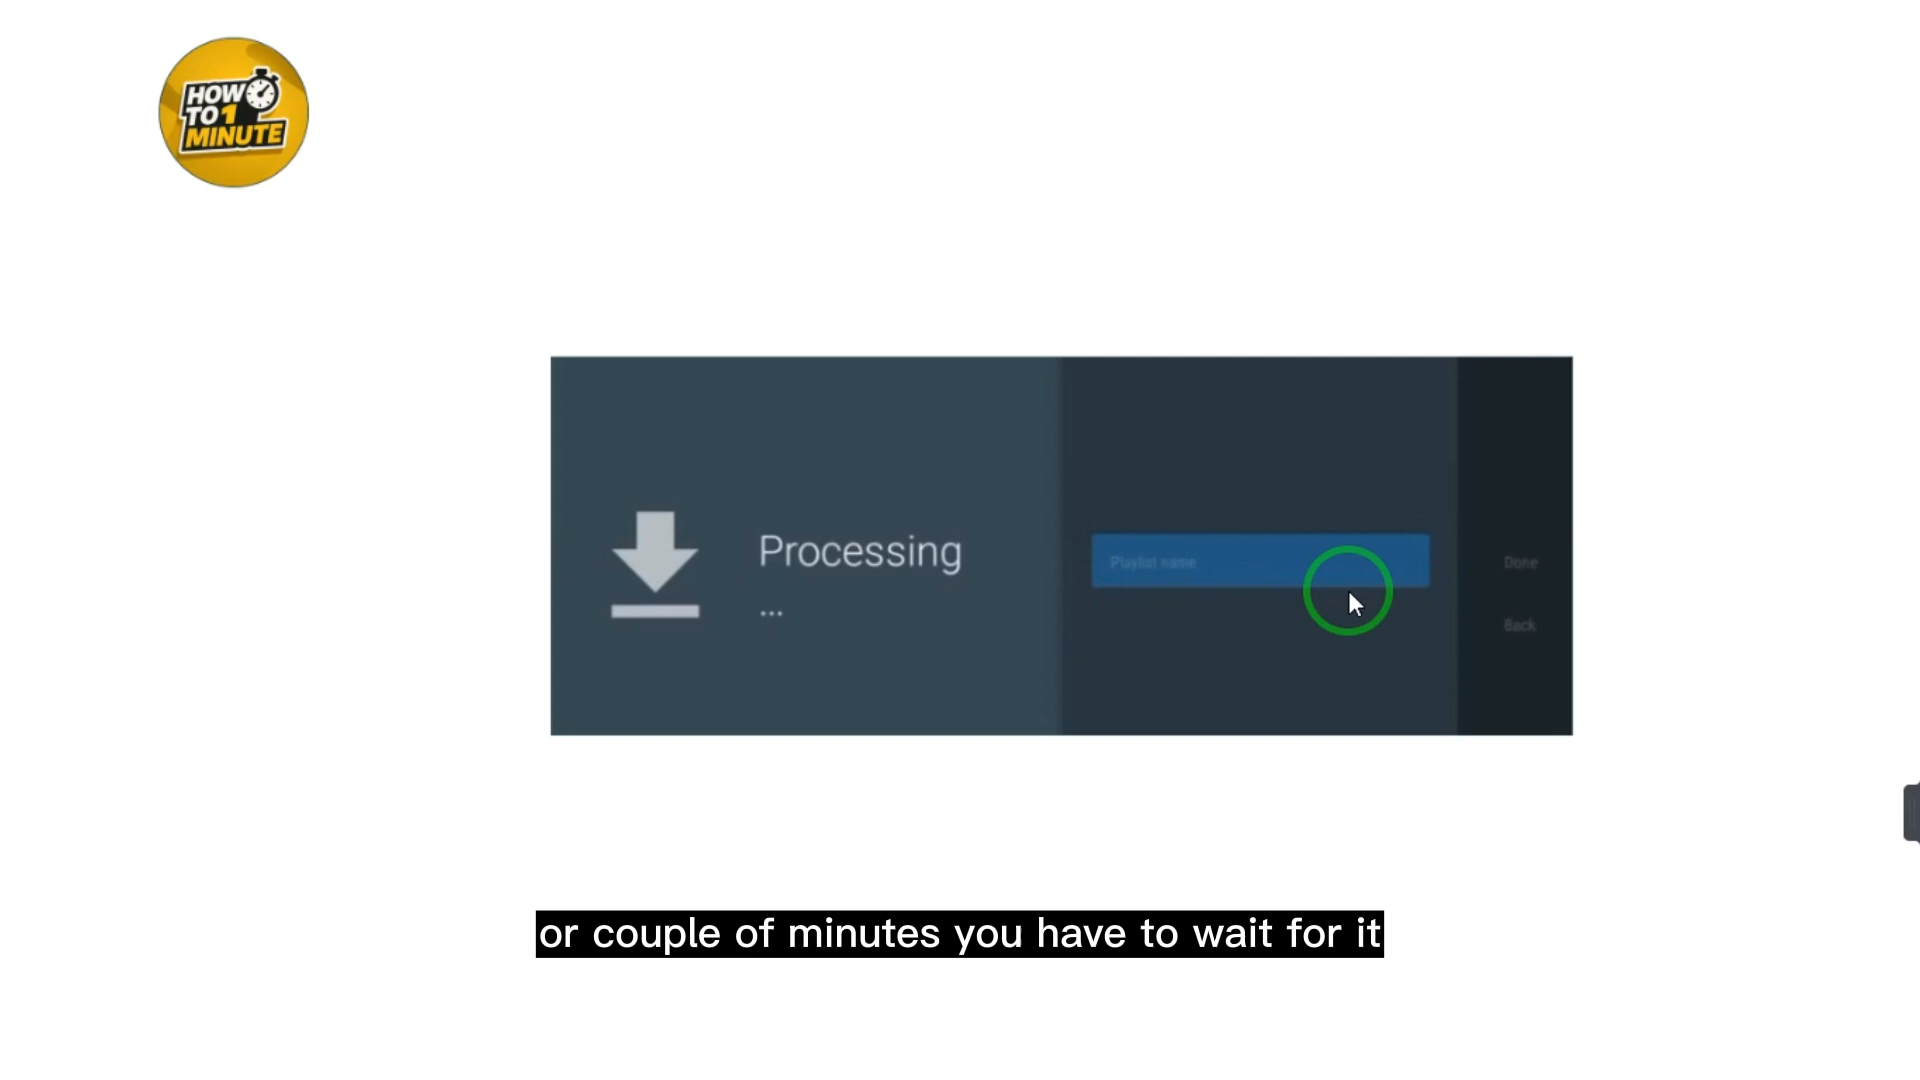 HOW
TO 1
MINUTE
Processing
...
Playlist name
Done
Back
or couple of minutes you have to wait for it